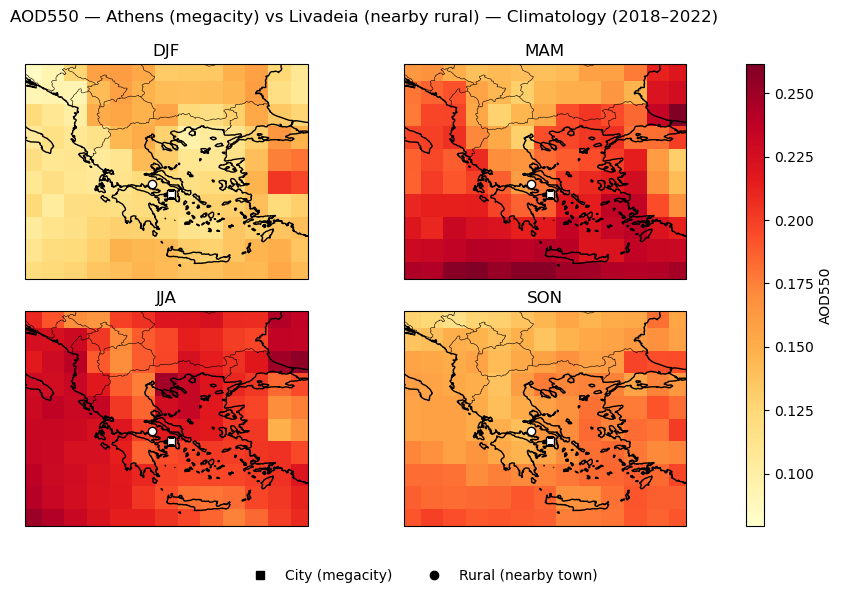 AOD550 — Athens (megacity) vs Livadeia (nearby rural) — Climatology (2018–2022)
DJF
MAM
JJA
SON
0.250
0.225
0.200
0.175
0.150
0.125
0.100
AOD550
City (megacity)
Rural (nearby town)